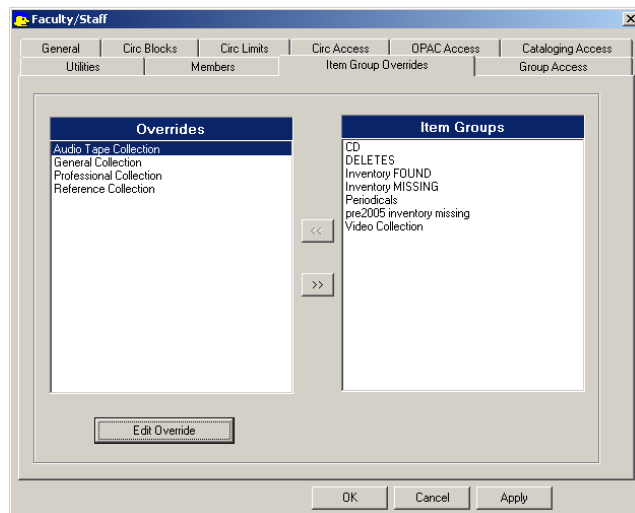 Faculty/Staff
General Circ Blocks Circ Limits Circ Access OPAC Access Cataloging Access
Utilities Members Item Group Overrides Group Access
Overrides
Audio Tape Collection
General Collection
Professional Collection
Reference Collection
<<
>>
Item Groups
CD
DELETES
Inventory FOUND
Inventory MISSING
Periodicals
pre2005 inventory missing
Video Collection
Edit Override
OK Cancel Apply